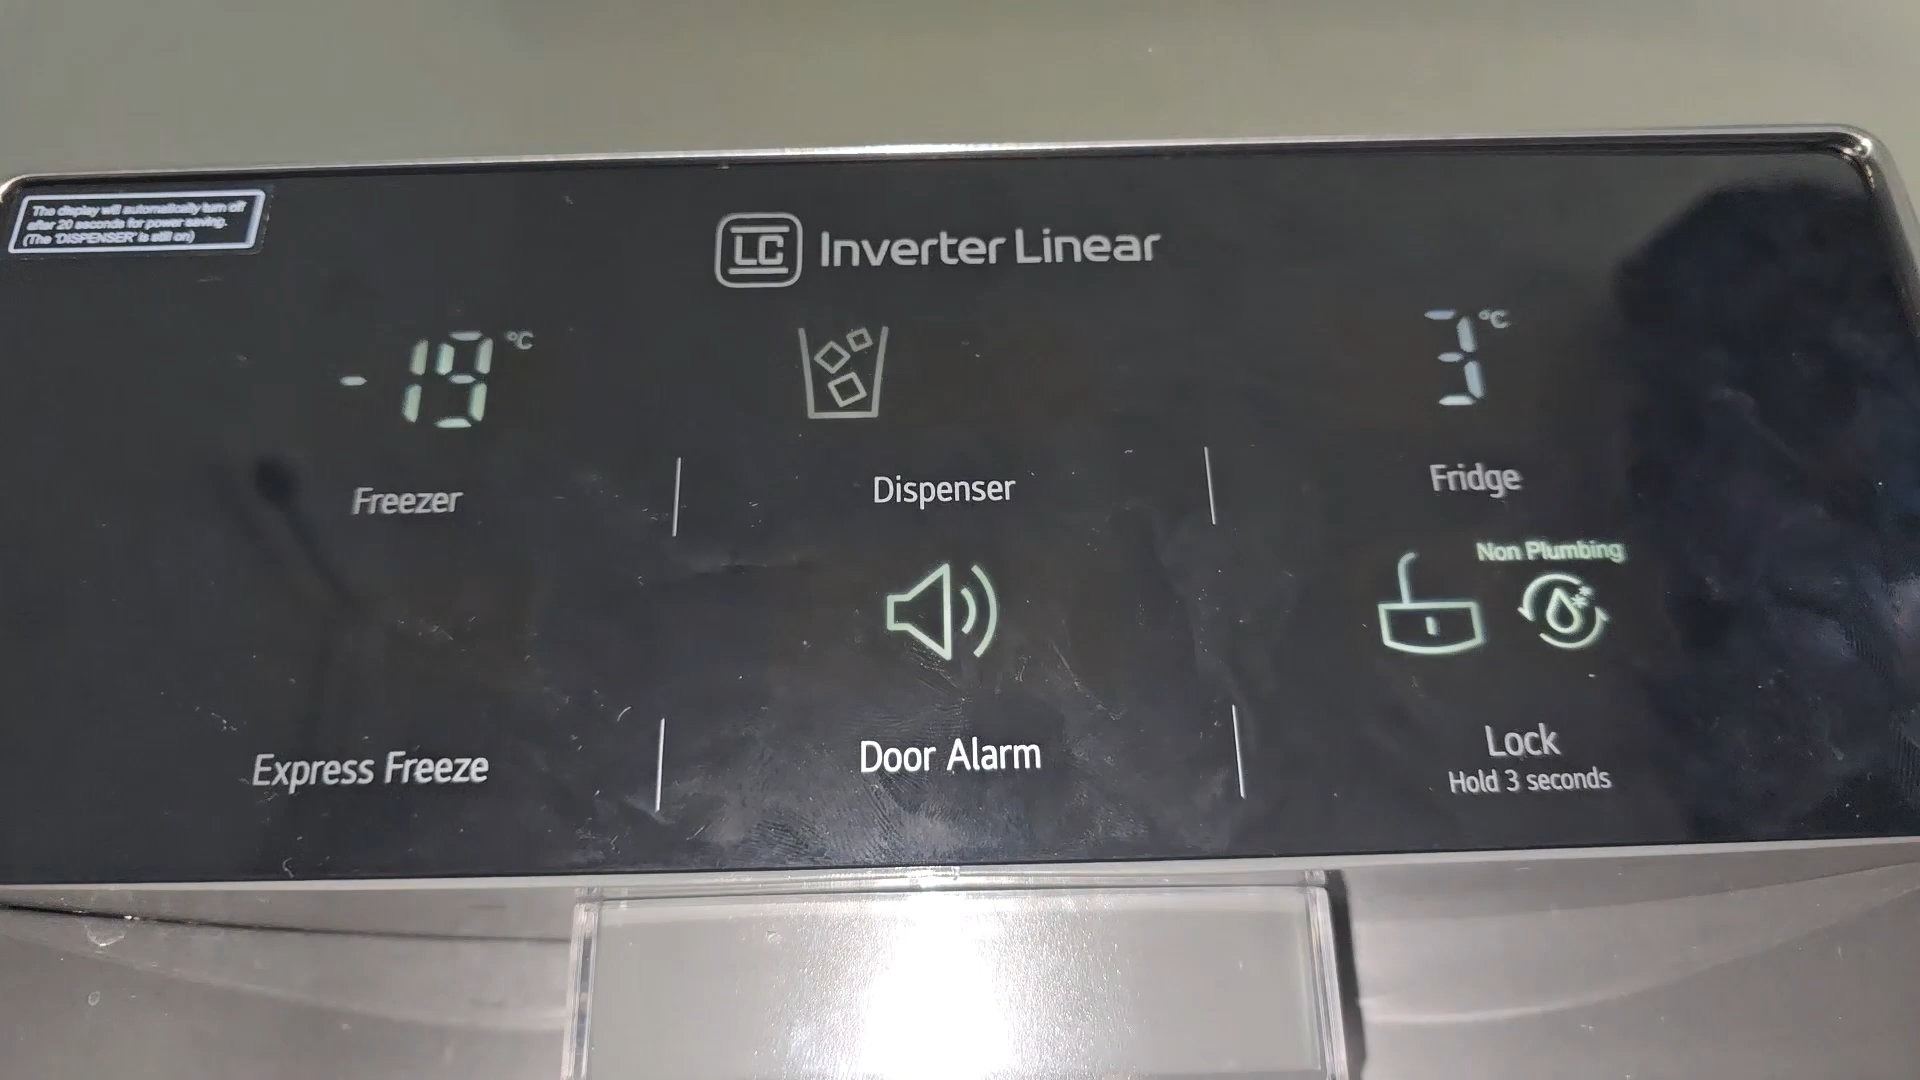 The display will automatically turn off
after 20 seconds for power saving.
(The 'DISPENSER' is still on)
LC Inverter Linear
-19 °C
3 °C
Freezer
Dispenser
Fridge
Non Plumbing
Express Freeze
Door Alarm
Lock
Hold 3 seconds